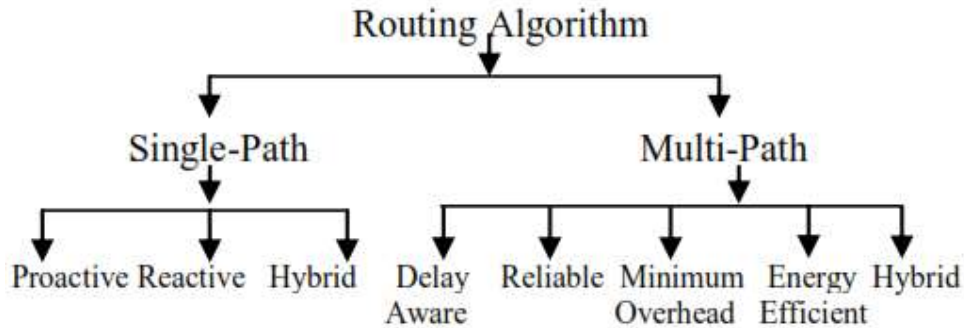 Routing Algorithm
Single-Path Multi-Path
Proactive Reactive Hybrid Delay Reliable Minimum Energy Hybrid
Aware Overhead Efficient